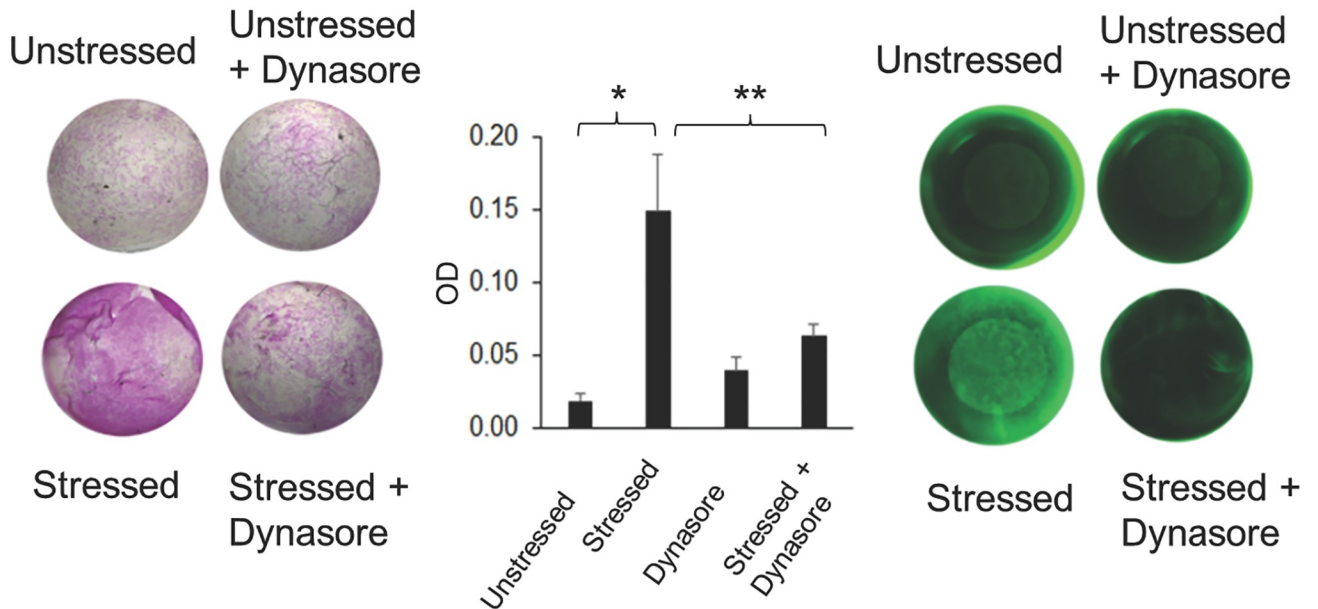 Unstressed
Unstressed
+ Dynasore
Stressed
Stressed +
Dynasore
*
**
0.20
0.15
0.10
0.05
0.00
OD
Unstressed
Stressed
Dynasore
Stressed +
Dynasore
Unstressed
Unstressed
+ Dynasore
Stressed
Stressed +
Dynasore